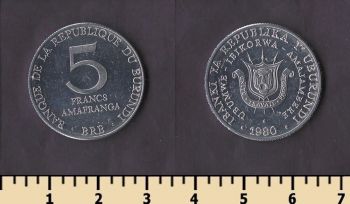 BANQUE DE LA REPUBLIQUE DU BURUNDI
5
FRANCS
AMAFRANGA
BRB
IBANKI YA REPUBLIKA Y'UBURUNDI
UBUMWE IBIKORWA AMAJAMBERE
1980
1 2 3 4 5 6 7